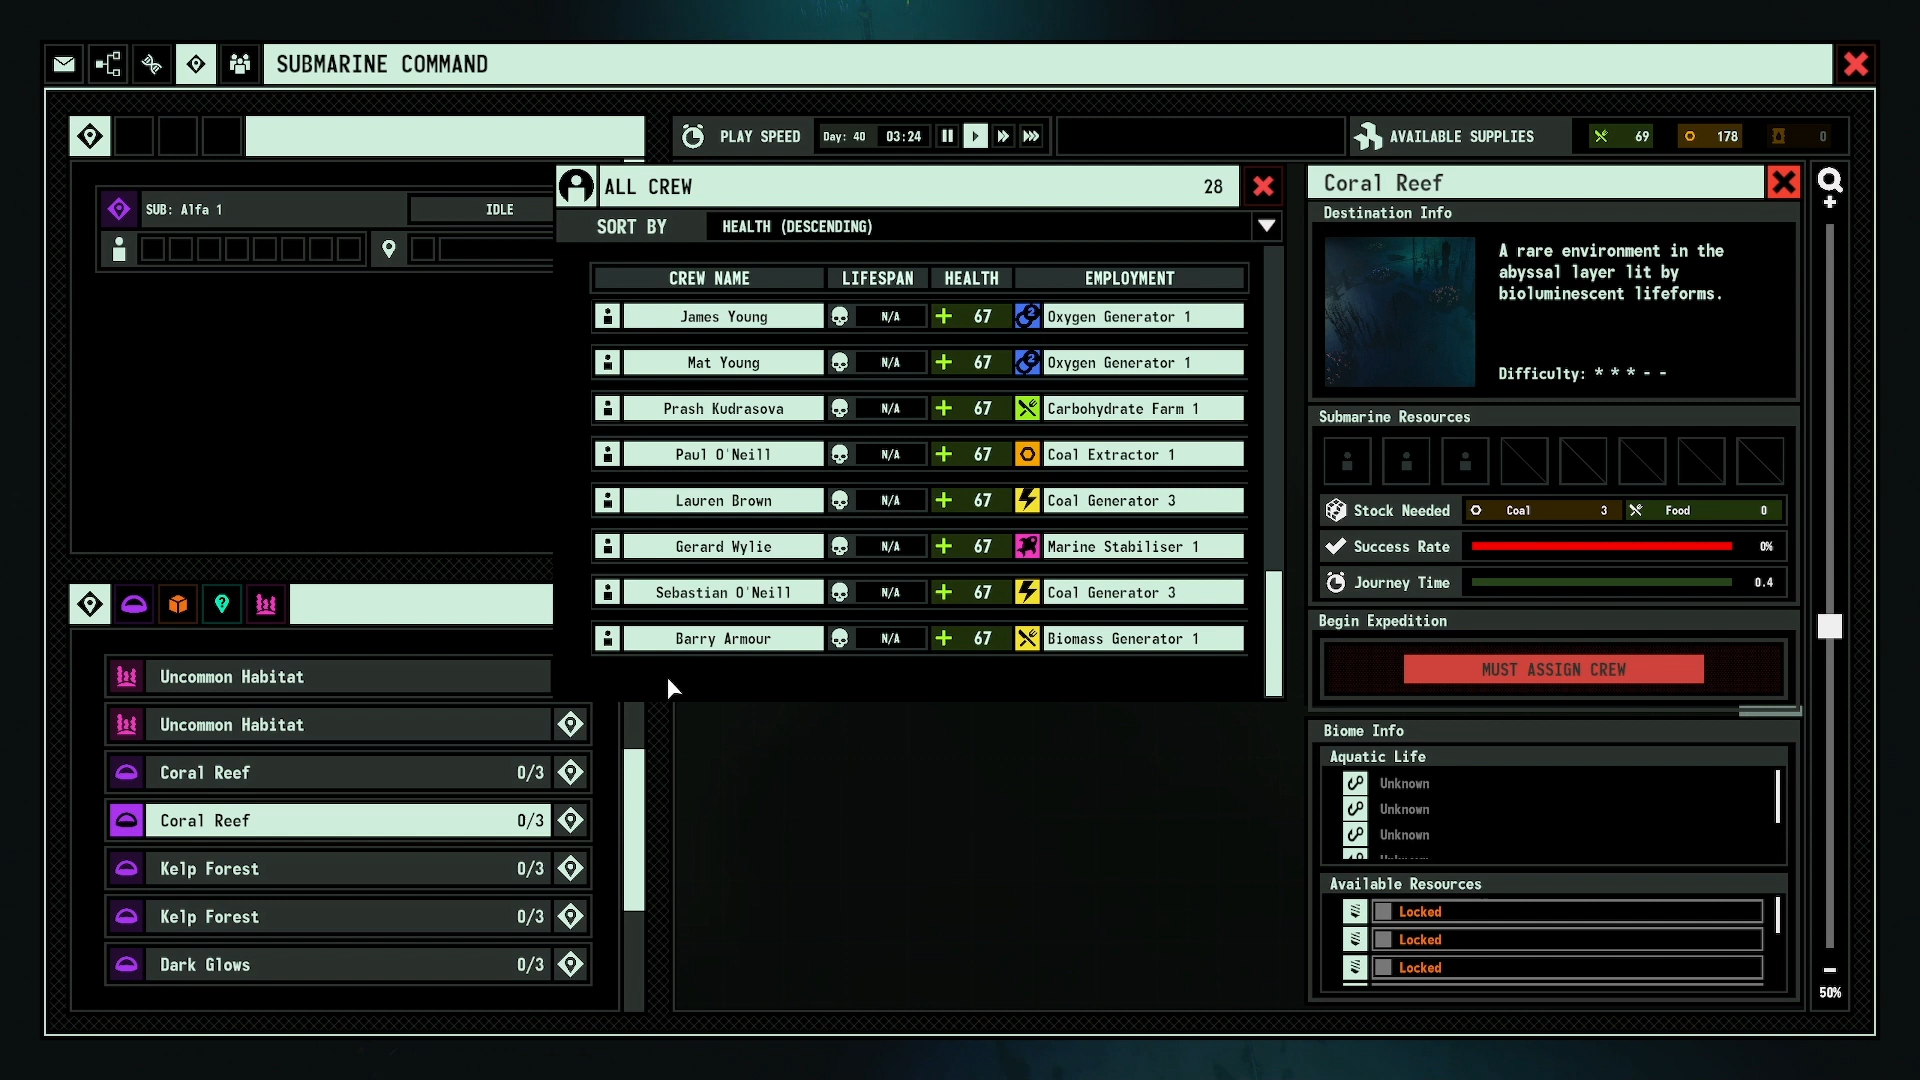 SUBMARINE COMMAND
PLAY SPEED
Day: 40
03:24
AVAILABLE SUPPLIES
69
178
0
SUB: Alfa 1
IDLE
ALL CREW
28
SORT BY
HEALTH (DESCENDING)
CREW NAME
LIFESPAN
HEALTH
EMPLOYMENT
James Young
N/A
67
Oxygen Generator 1
Mat Young
N/A
67
Oxygen Generator 1
Prash Kudrasova
N/A
67
Carbohydrate Farm 1
Paul O'Neill
N/A
67
Coal Extractor 1
Lauren Brown
N/A
67
Coal Generator 3
Gerard Wylie
N/A
67
Marine Stabiliser 1
Sebastian O'Neill
N/A
67
Coal Generator 3
Barry Armour
N/A
67
Biomass Generator 1
Uncommon Habitat
Uncommon Habitat
Coral Reef
0/3
Coral Reef
0/3
Kelp Forest
0/3
Kelp Forest
0/3
Dark Glows
0/3
Coral Reef
Destination Info
A rare environment in the
abyssal layer lit by
bioluminescent lifeforms.
Difficulty: * * * - -
Submarine Resources
Stock Needed
Coal
3
Food
0
Success Rate
0%
Journey Time
0.4
Begin Expedition
MUST ASSIGN CREW
Biome Info
Aquatic Life
Unknown
Unknown
Unknown
Available Resources
Locked
Locked
Locked
50%